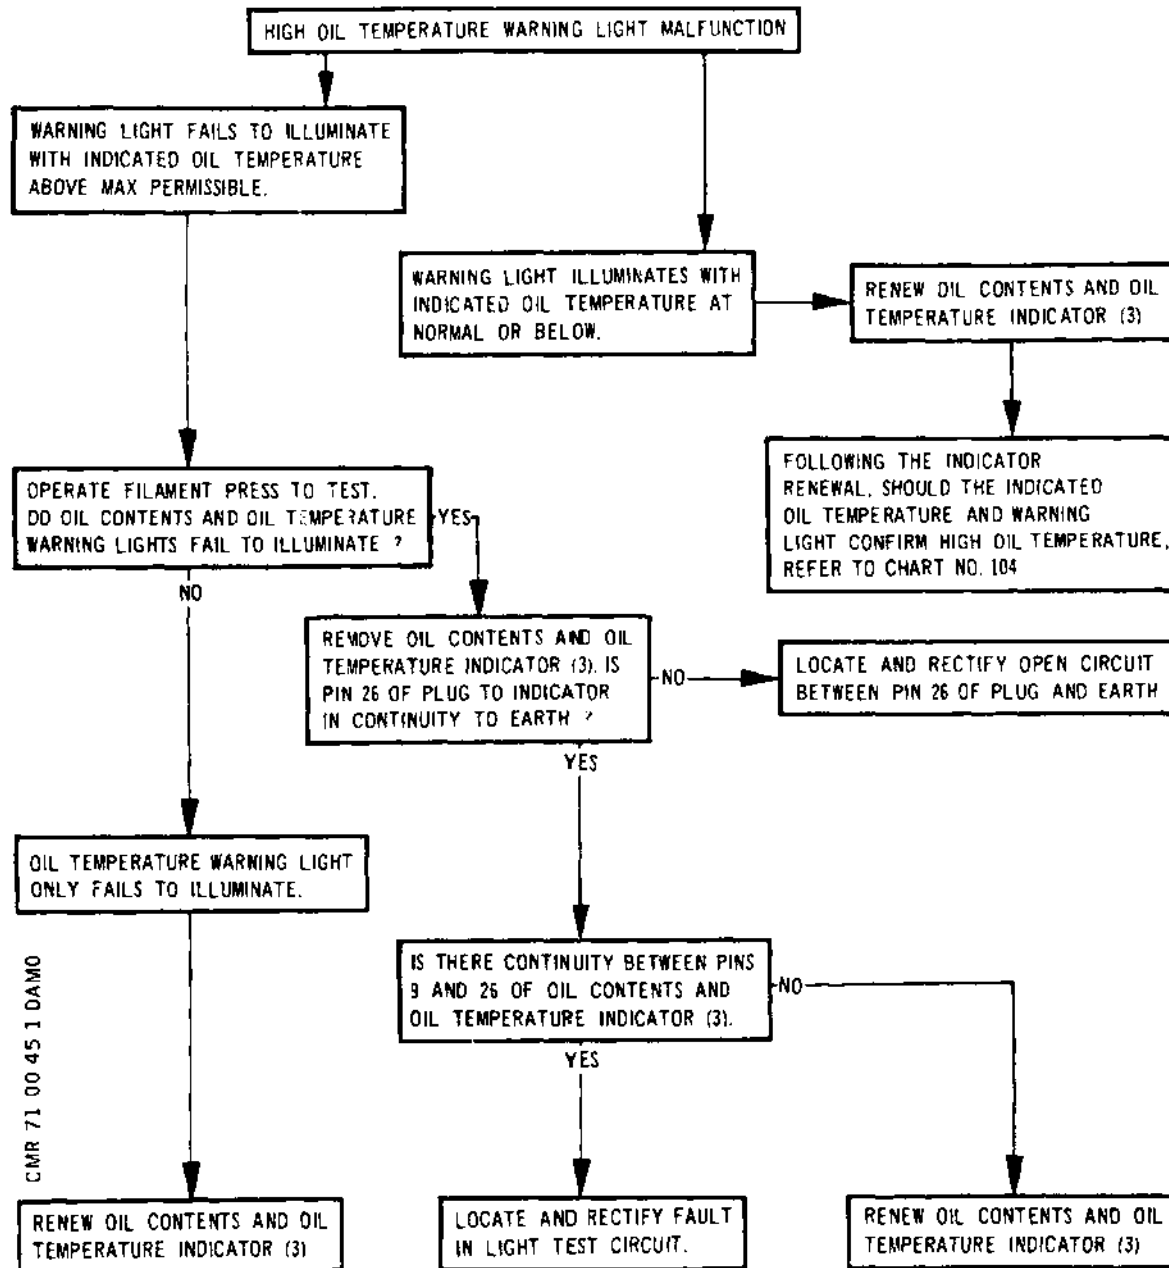 HIGH OIL TEMPERATURE WARNING LIGHT MALFUNCTION
WARNING LIGHT FAILS TO ILLUMINATE
WITH INDICATED OIL TEMPERATURE
ABOVE MAX PERMISSIBLE.
WARNING LIGHT ILLUMINATES WITH
INDICATED OIL TEMPERATURE AT
NORMAL OR BELOW.
RENEW OIL CONTENTS AND OIL
TEMPERATURE INDICATOR (3)
FOLLOWING THE INDICATOR
RENEWAL, SHOULD THE INDICATED
OIL TEMPERATURE AND WARNING
LIGHT CONFIRM HIGH OIL TEMPERATURE,
REFER TO CHART NO. 104
OPERATE FILAMENT PRESS TO TEST.
DO OIL CONTENTS AND OIL TEMPERATURE
WARNING LIGHTS FAIL TO ILLUMINATE ?
YES
NO
REMOVE OIL CONTENTS AND OIL
TEMPERATURE INDICATOR (3). IS
PIN 26 OF PLUG TO INDICATOR
IN CONTINUITY TO EARTH ?
NO
LOCATE AND RECTIFY OPEN CIRCUIT
BETWEEN PIN 26 OF PLUG AND EARTH
YES
OIL TEMPERATURE WARNING LIGHT
ONLY FAILS TO ILLUMINATE.
IS THERE CONTINUITY BETWEEN PINS
9 AND 26 OF OIL CONTENTS AND
OIL TEMPERATURE INDICATOR (3).
NO
YES
CMR 71 00 45 1 DAMO
RENEW OIL CONTENTS AND OIL
TEMPERATURE INDICATOR (3)
LOCATE AND RECTIFY FAULT
IN LIGHT TEST CIRCUIT.
RENEW OIL CONTENTS AND OIL
TEMPERATURE INDICATOR (3)